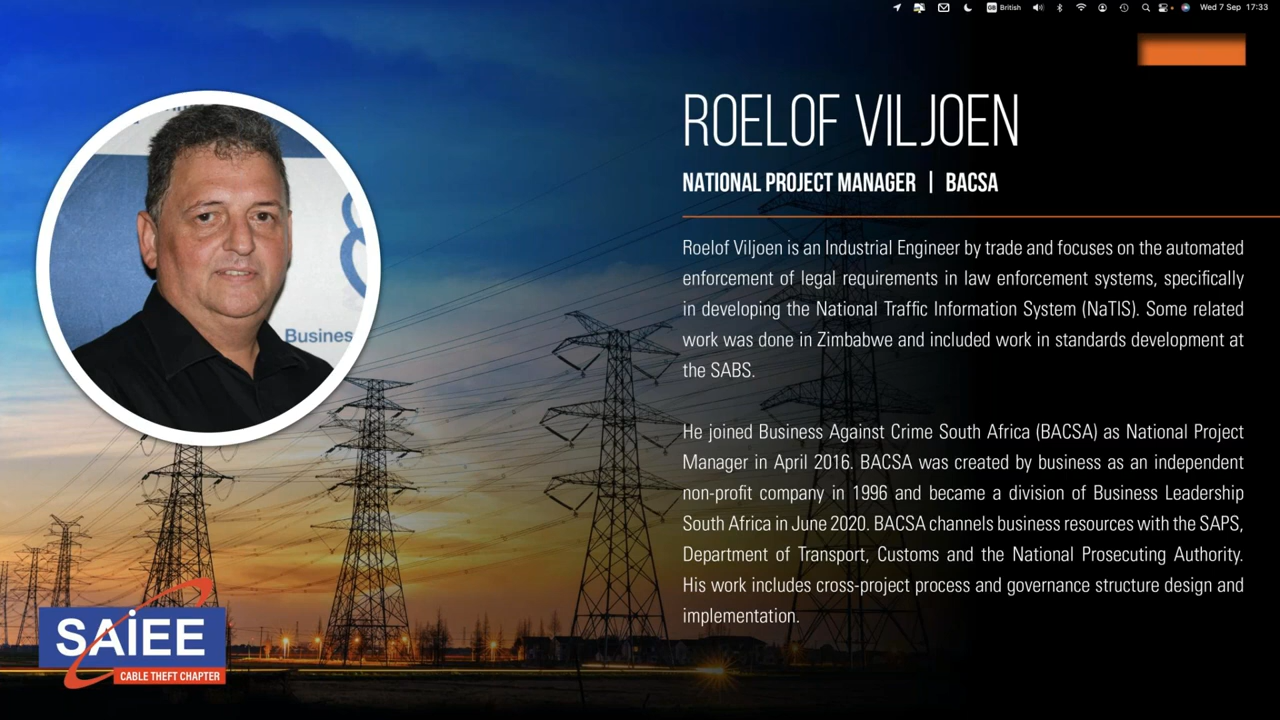 British
Wed 7 Sep 17:33
ROELOF VILJOEN
NATIONAL PROJECT MANAGER | BACSA
Roelof Viljoen is an Industrial Engineer by trade and focuses on the automated
enforcement of legal requirements in law enforcement systems, specifically
in developing the National Traffic Information System (NaTIS). Some related
work was done in Zimbabwe and included work in standards development at
the SABS.
He joined Business Against Crime South Africa (BACSA) as National Project
Manager in April 2016. BACSA was created by business as an independent
non-profit company in 1996 and became a division of Business Leadership
South Africa in June 2020. BACSA channels business resources with the SAPS,
Department of Transport, Customs and the National Prosecuting Authority.
His work includes cross-project process and governance structure design and
implementation.
Business
SAiEE
CABLE THEFT CHAPTER